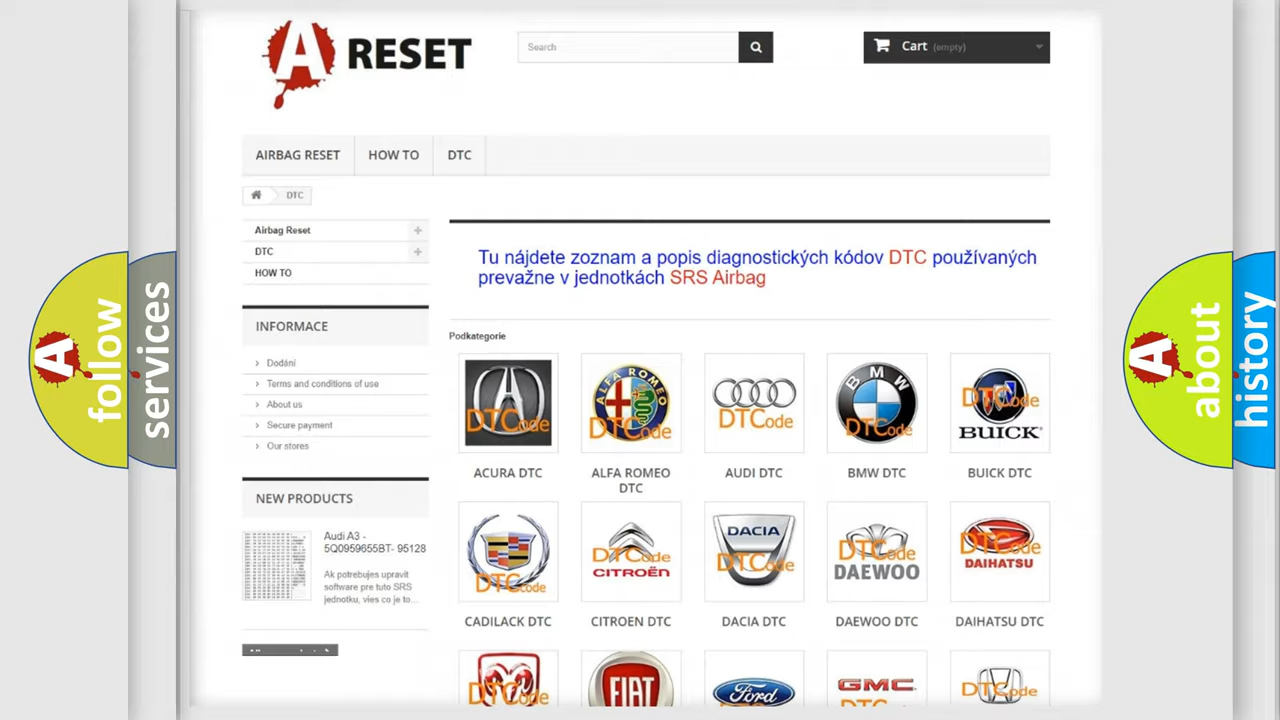 A RESET
Search
Cart (empty)
AIRBAG RESET
HOW TO
DTC
DTC
Airbag Reset
DTC
HOW TO
Tu nájdete zoznam a popis diagnostických kódov DTC používaných
prevažne v jednotkách SRS Airbag
INFORMACE
Dodání
Terms and conditions of use
About us
Secure payment
Our stores
NEW PRODUCTS
Audi A3 -
5Q0959655BT- 95128
Ak potrebujes upravit
software pre tuto SRS
jednotku, vies co je to...
Podkategorie
DTCode
ALFA ROMEO
DTCode
DTCode
BMW
DTCode
DTCode
BUICK
ACURA DTC
ALFA ROMEO
DTC
AUDI DTC
BMW DTC
BUICK DTC
DTCode
DTCode
CITROËN
DACIA
DTCode
DTCode
DAEWOO
DTCode
DAIHATSU
CADILACK DTC
CITROEN DTC
DACIA DTC
DAEWOO DTC
DAIHATSU DTC
DTCode
FIAT
Ford
GMC
DTCode
A follow
services
A about
history